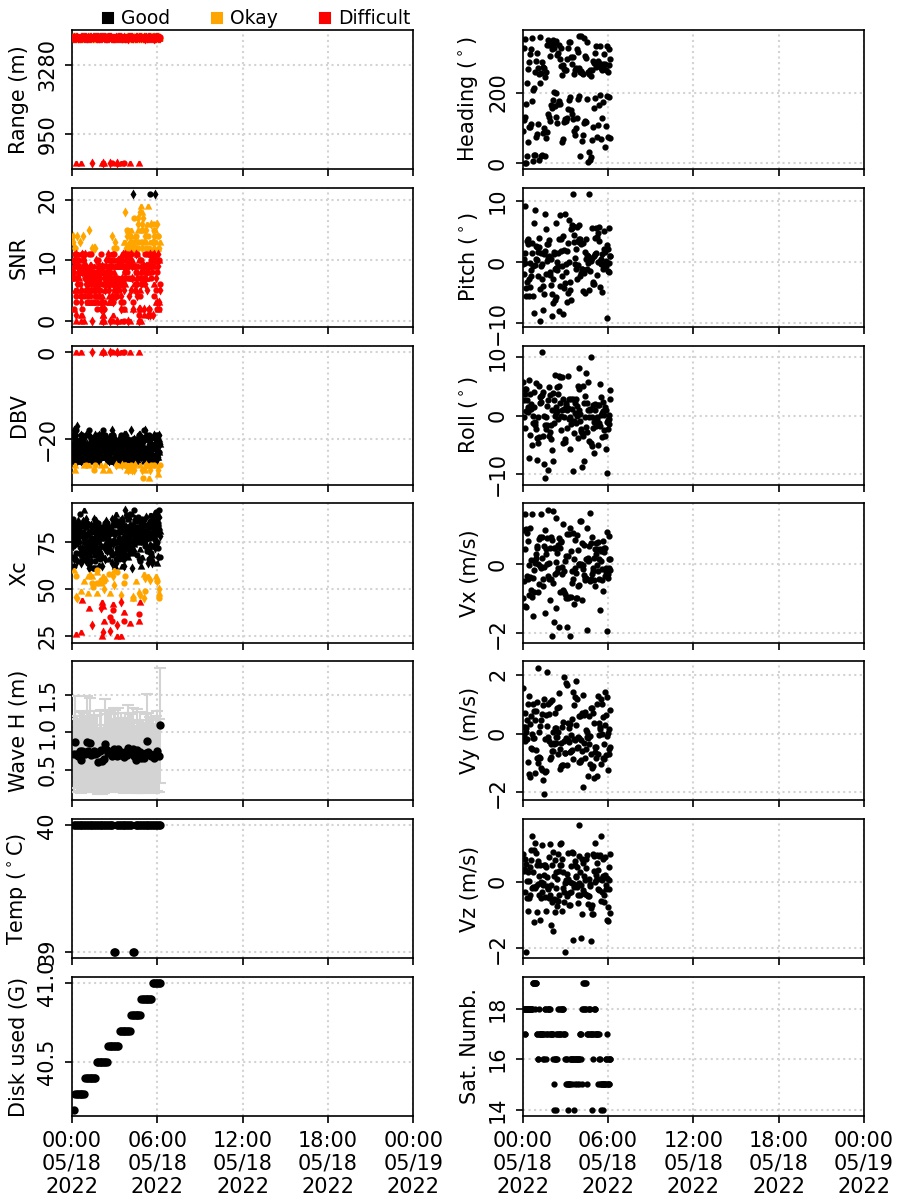 Good Okay Difficult
Range (m)
3280
950
Heading (°)
200
0
SNR
20
10
0
Pitch (°)
10
0
−10
DBV
0
−20
Roll (°)
10
0
−10
Xc
75
50
25
Vx (m/s)
0
−2
Wave H (m)
1.5
1.0
0.5
Vy (m/s)
2
0
−2
Temp (°C)
40
39
Vz (m/s)
0
−2
Disk used (G)
41.0
40.5
Sat. Numb.
18
16
14
00:00 06:00 12:00 18:00 00:00
05/18 05/18 05/18 05/18 05/19
2022 2022 2022 2022 2022
00:00 06:00 12:00 18:00 00:00
05/18 05/18 05/18 05/18 05/19
2022 2022 2022 2022 2022